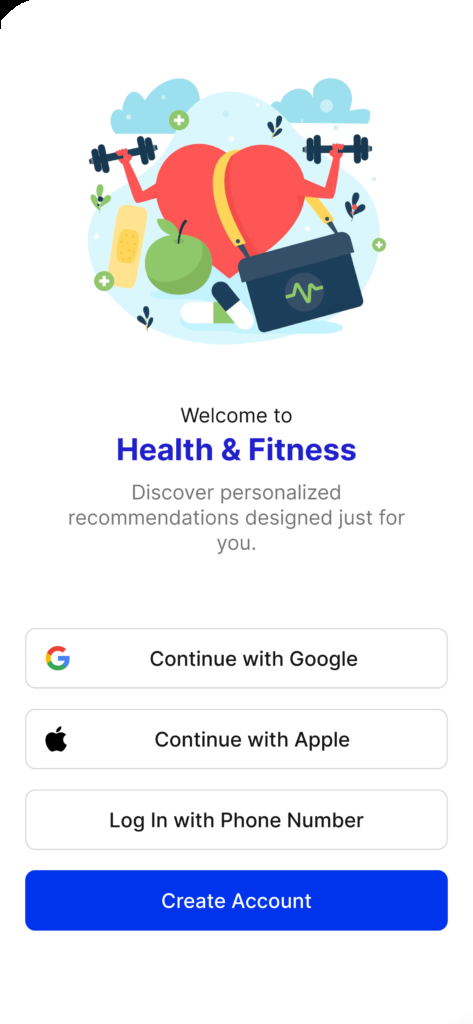 Welcome to
Health & Fitness
Discover personalized
recommendations designed just for
you.
Continue with Google
Continue with Apple
Log In with Phone Number
Create Account